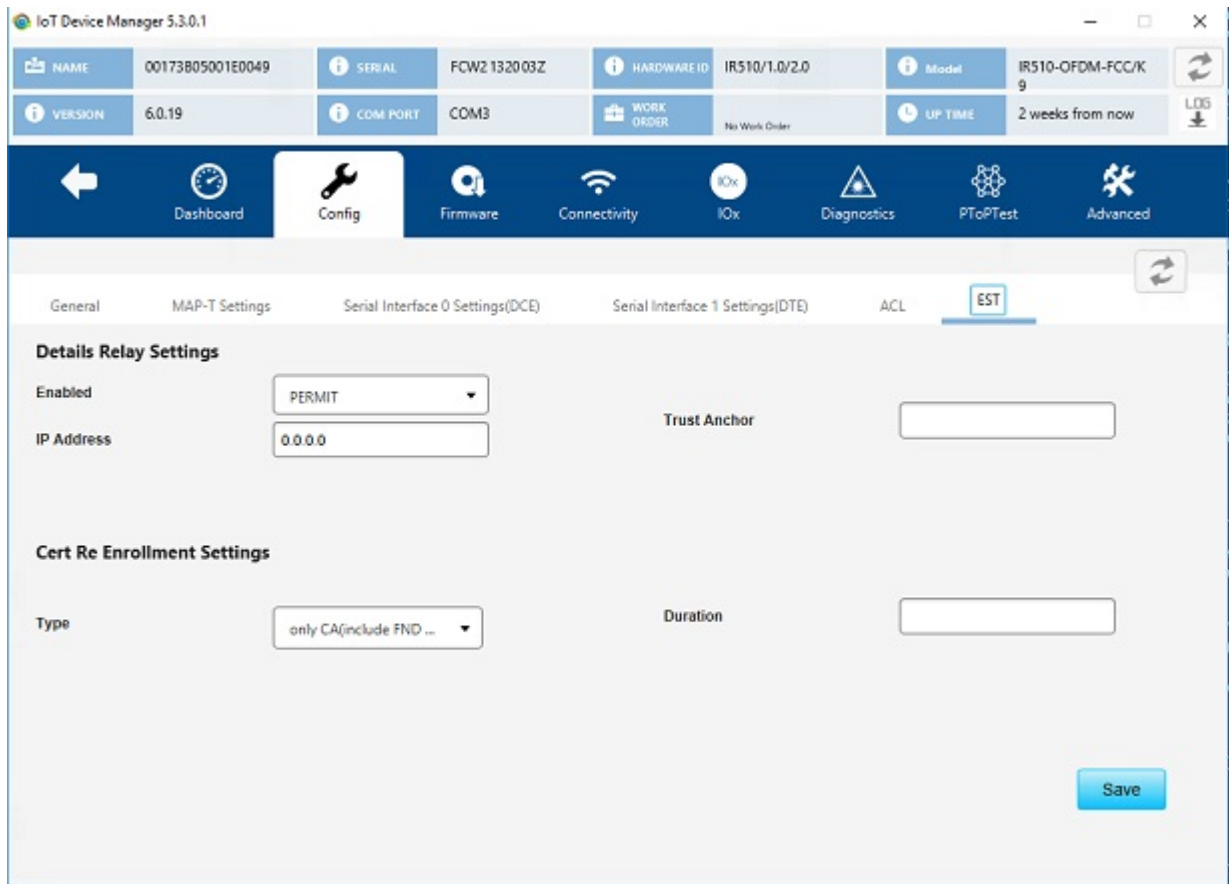 IoT Device Manager 5.3.0.1
NAME 00173B05001E0049 SERIAL FCW2132003Z HARDWARE ID IR510/1.0/2.0 Model IR510-OFDM-FCC/K
9
VERSION 6.0.19 COM PORT COM3 WORK
ORDER No Work Order UP TIME 2 weeks from now LOG
IOx
Dashboard Config Firmware Connectivity IOx Diagnostics PToPTest Advanced
General MAP-T Settings Serial Interface 0 Settings(DCE) Serial Interface 1 Settings(DTE) ACL EST
Details Relay Settings
Enabled PERMIT
Trust Anchor
IP Address 0.0.0.0
Cert Re Enrollment Settings
Type only CA(include FND ... Duration
Save